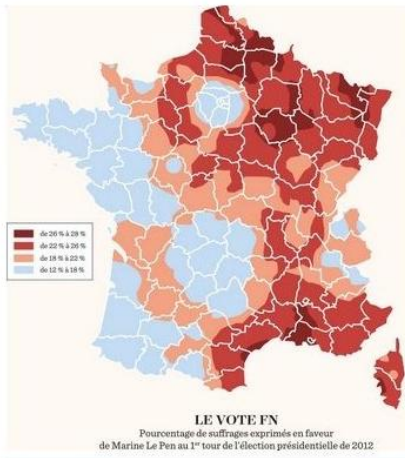 de 26 % à 28 %
de 22 % à 26 %
de 18 % à 22 %
de 12 % à 18 %
LE VOTE FN
Pourcentage de suffrages exprimés en faveur
de Marine Le Pen au 1er tour de l'élection présidentielle de 2012